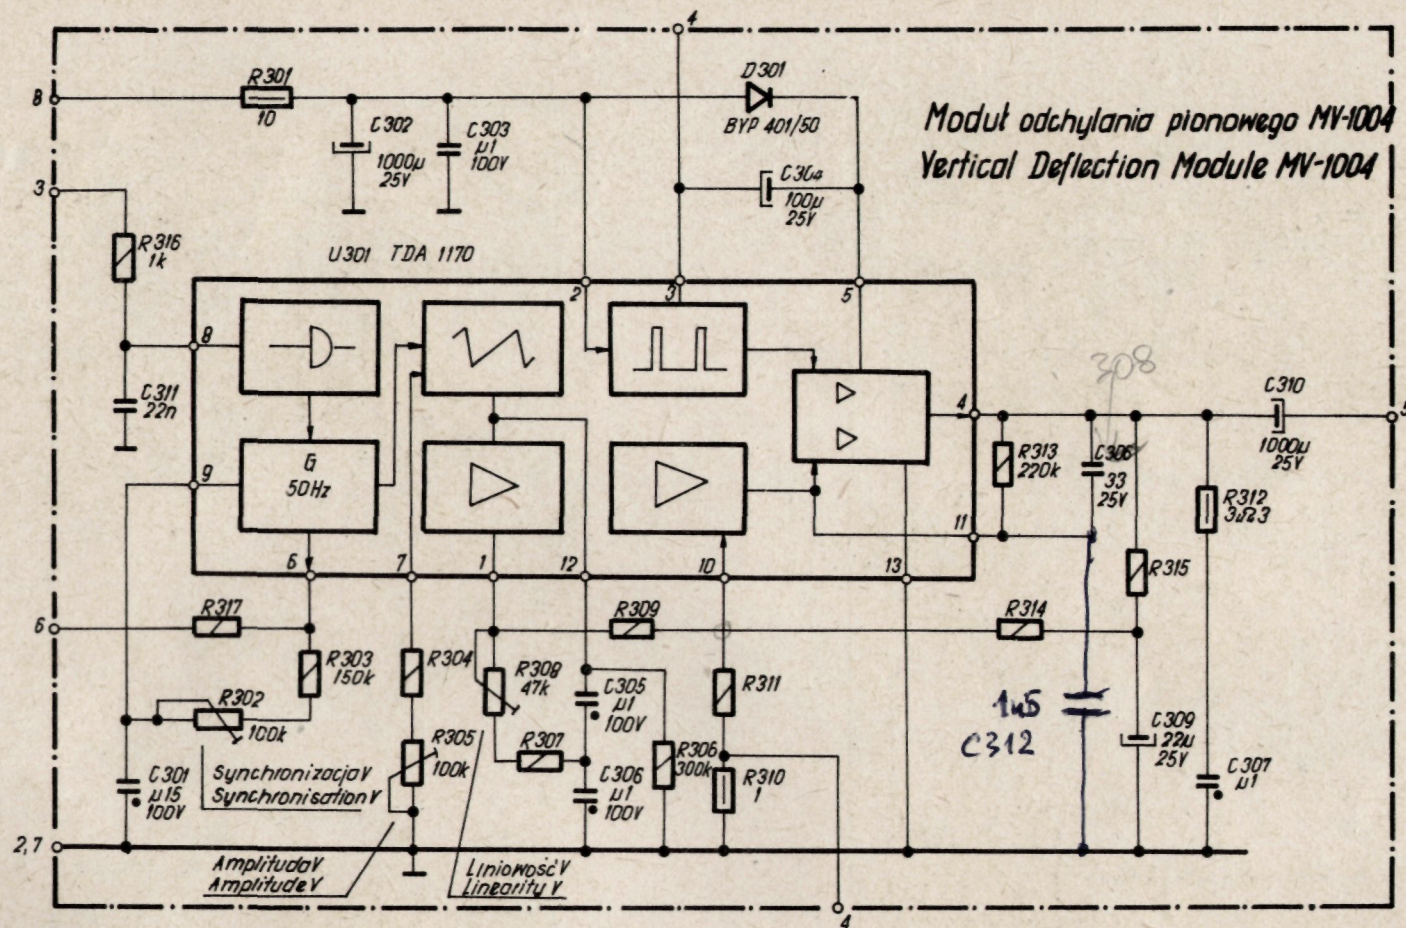 4
8
R301
10
C302
1000μ
25V
C303
μ1
100V
D301
BYP 401/50
Moduł odchylania pionowego MV-1004
Vertical Deflection Module MV-1004
3
C304
100μ
25V
R316
1k
U301 TDA 1170
2
3
5
8
308
C311
22n
4
C310
1000μ
25V
5
G
50Hz
9
R313
220k
C306
33
25V
R312
3Ω3
11
6
7
1
12
10
13
R315
6
R317
R309
R314
R303
150k
R304
R308
47k
C305
μ1
100V
R311
R302
100k
1n5
C312
C309
22μ
25V
R305
100k
R307
R306
300k
R310
1
C301
μ15
100V
Synchronizacja V
Synchronisation V
C306
μ1
100V
C307
μ1
2,7
Amplituda V
Amplitude V
Liniowość V
Linearity V
4